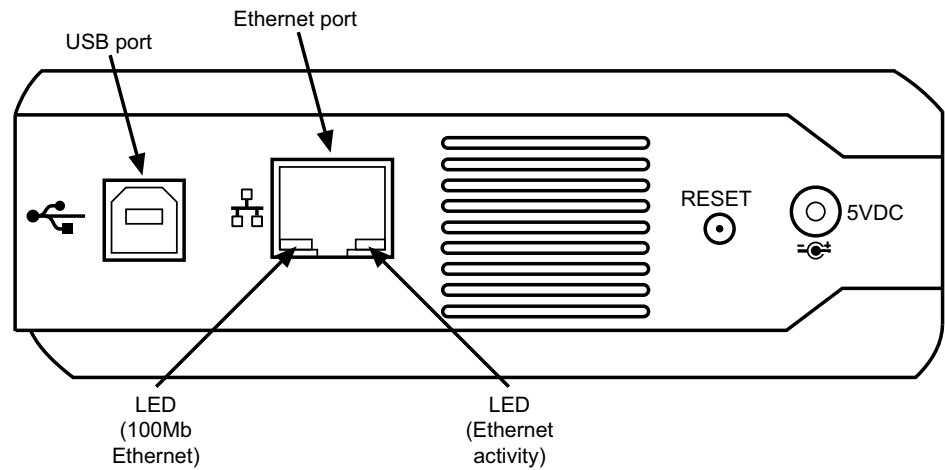 Ethernet port
USB port
RESET
5VDC
LED
(100Mb
Ethernet)
LED
(Ethernet
activity)